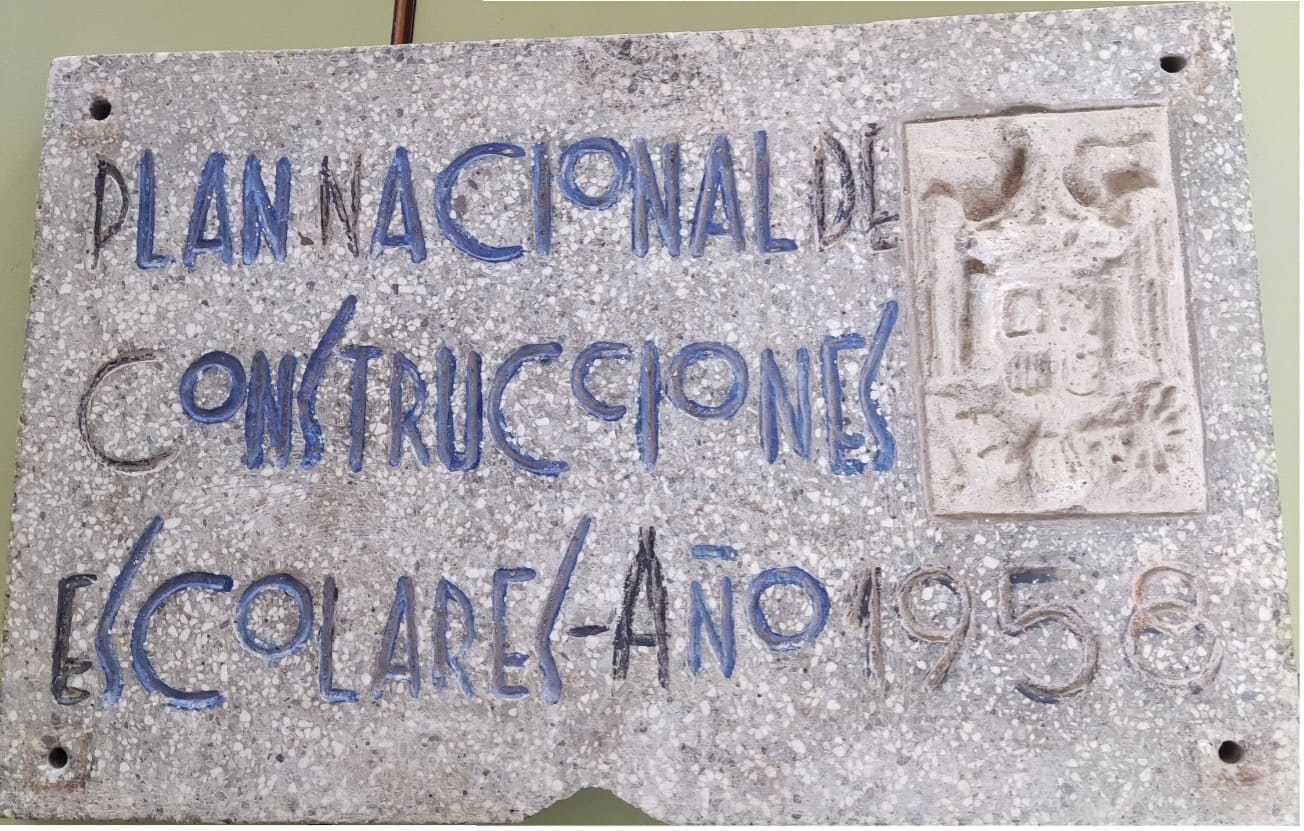 PLAN NACIONAL DE
CONSTRUCCIONES
ESCOLARES-AÑO 1958